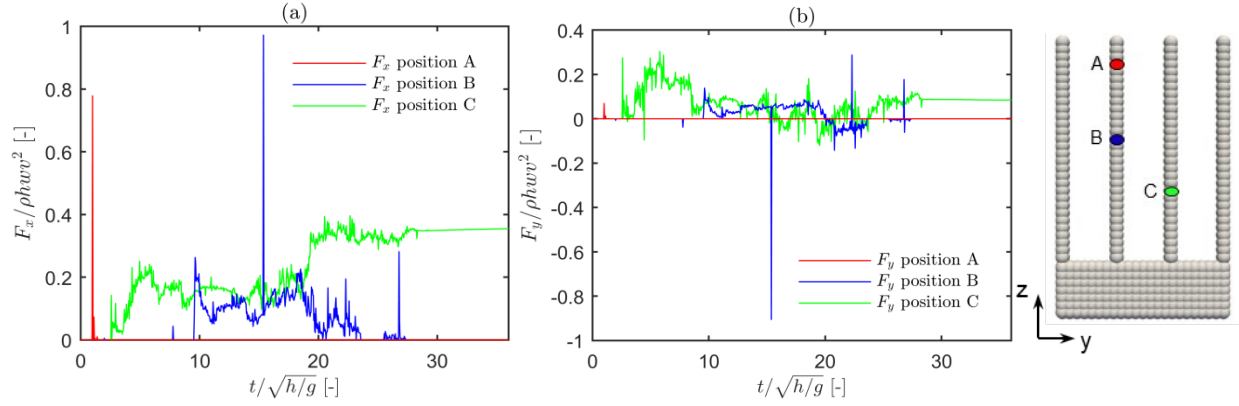 (a)
1
0.8
0.6
0.4
0.2
0
F_x/ρhwv^2 [-]
F_x position A
F_x position B
F_x position C
0 10 20 30
t/√(h/g) [-]
(b)
0.4
0.2
0
-0.2
-0.4
-0.6
-0.8
-1
F_y/ρhwv^2 [-]
F_y position A
F_y position B
F_y position C
0 10 20 30
t/√(h/g) [-]
A
B
C
z
y